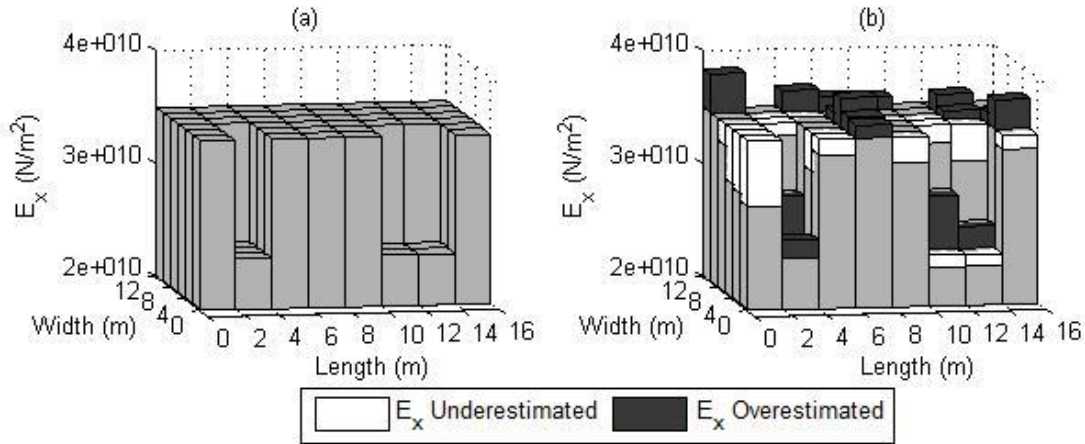 (a)
4e+010
3e+010
2e+010
E_x (N/m²)
12
8
4
0
Width (m)
0 2 4 6 8 10 12 14 16
Length (m)
(b)
4e+010
3e+010
2e+010
E_x (N/m²)
12
8
4
0
Width (m)
0 2 4 6 8 10 12 14 16
Length (m)
E_x Underestimated
E_x Overestimated